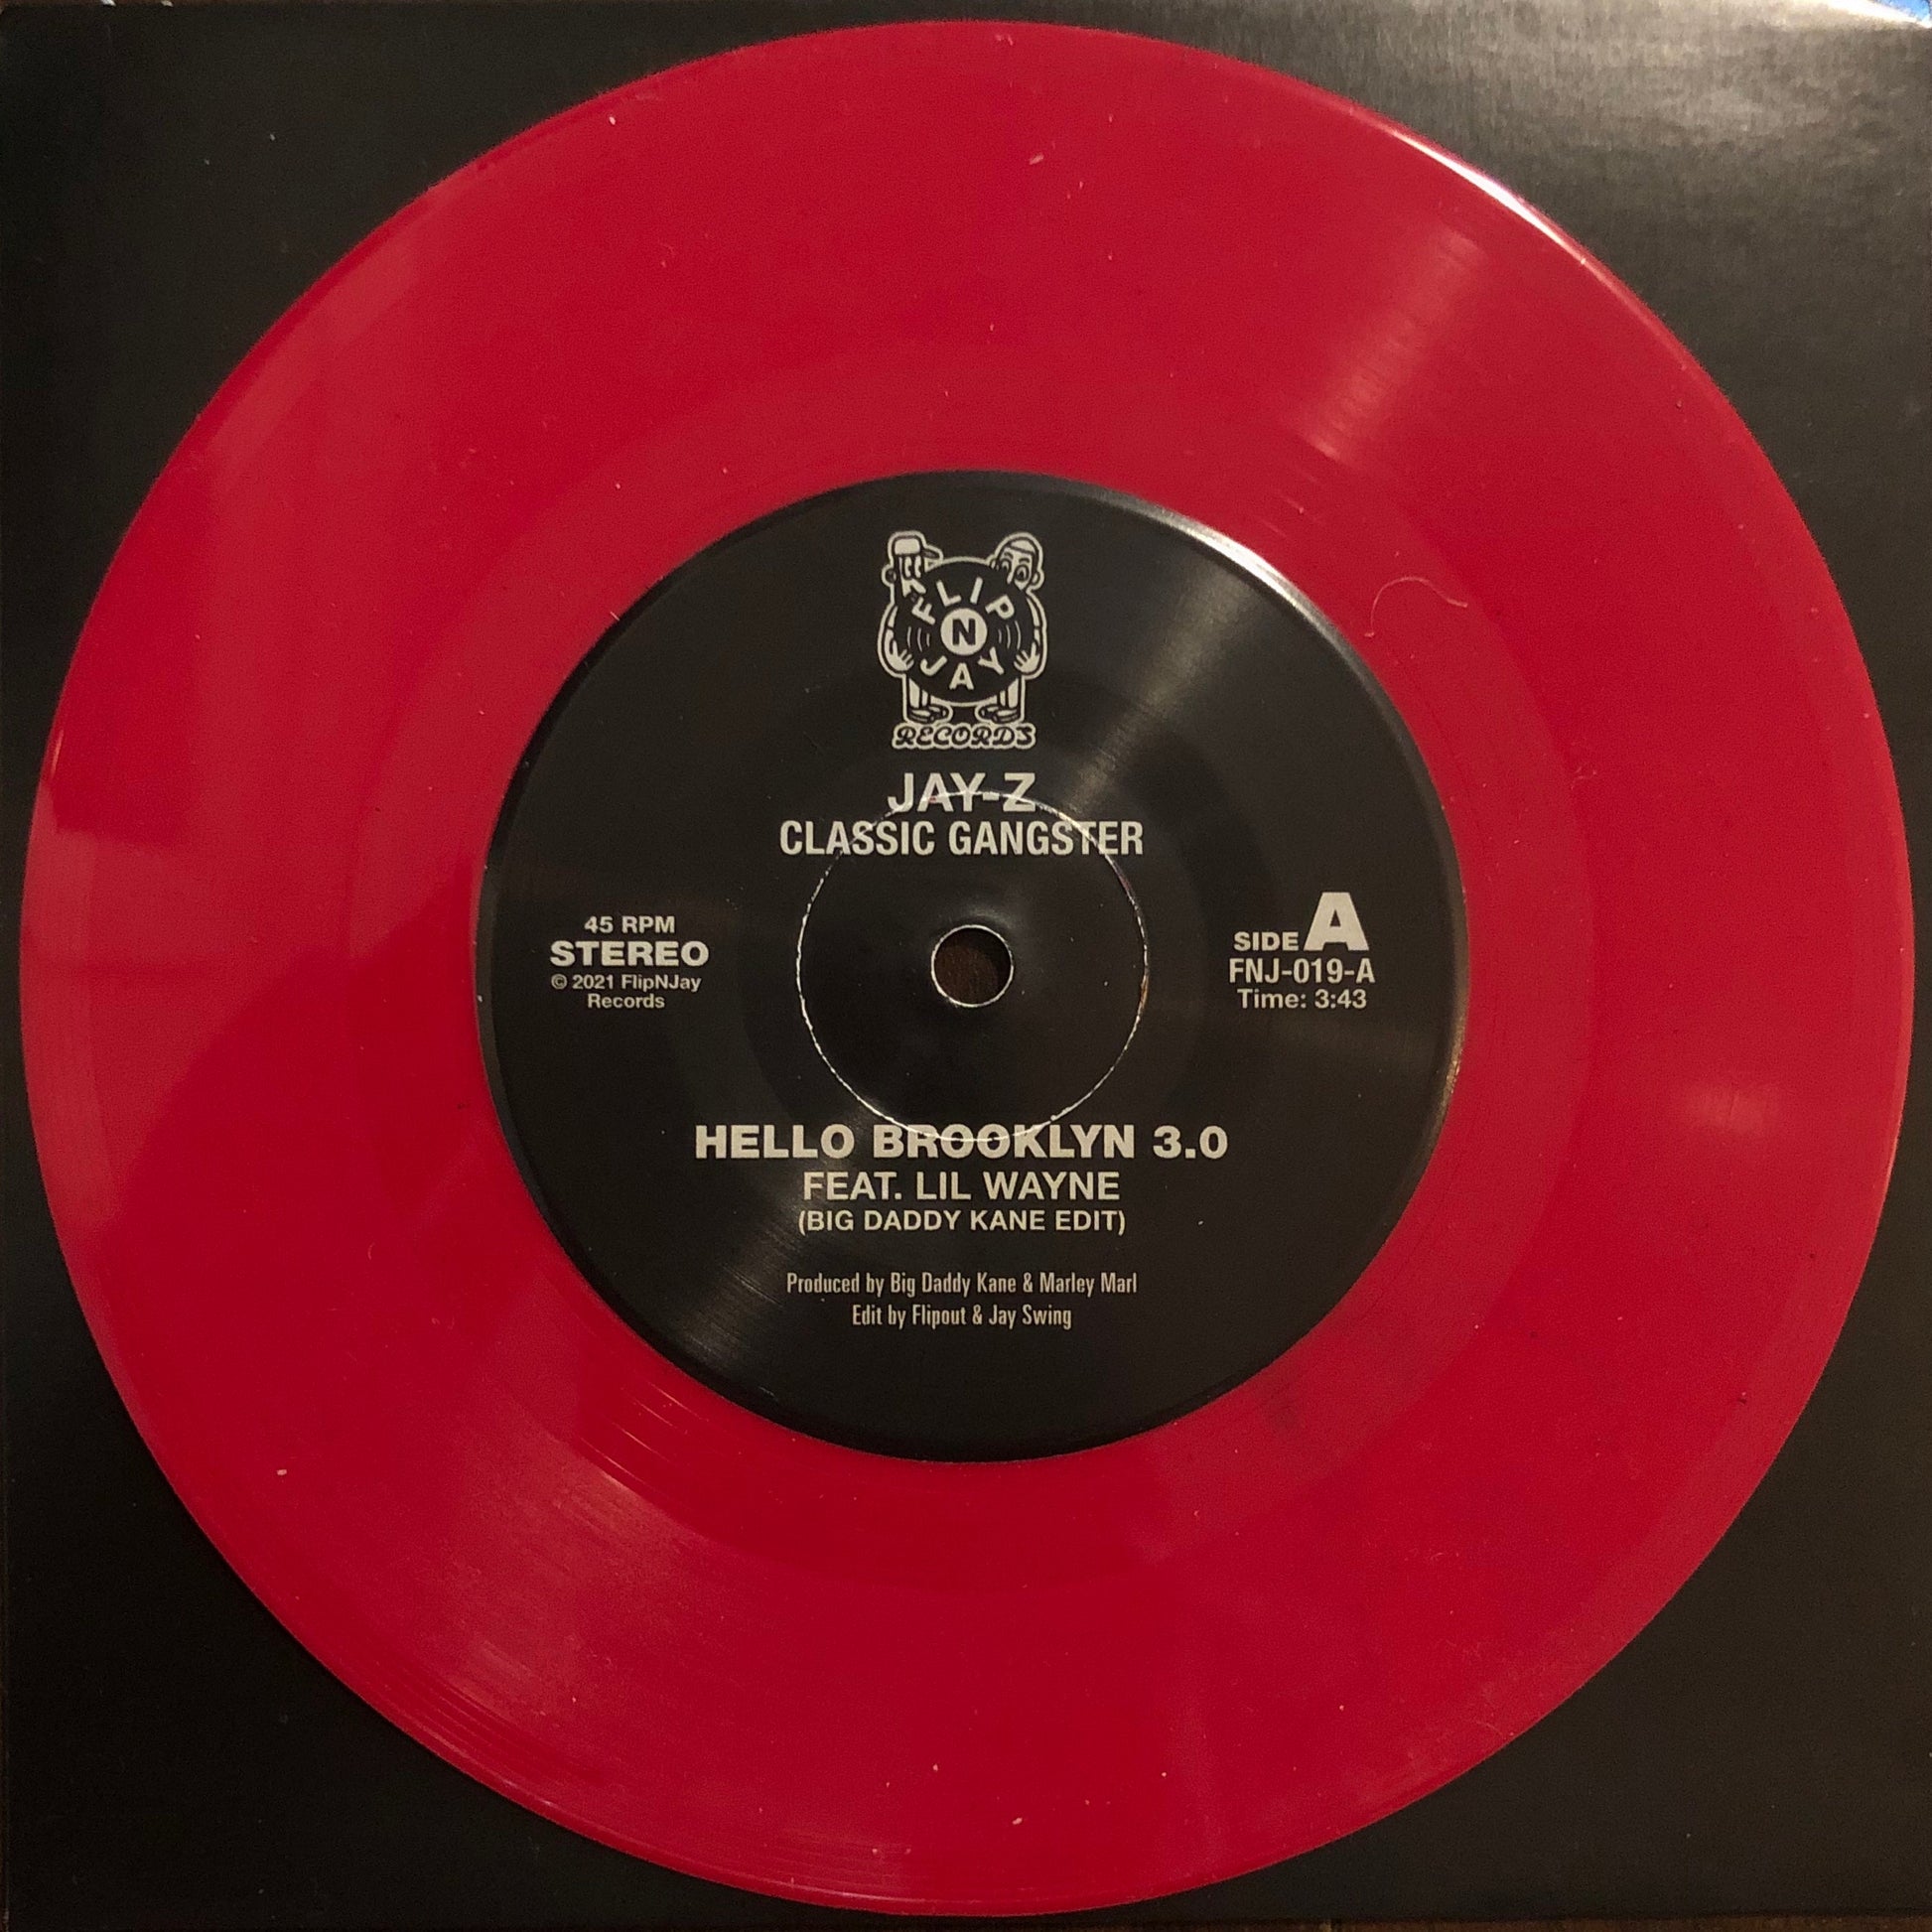 FLIP
N
JAY
RECORDS
JAY-Z
CLASSIC GANGSTER
45 RPM
STEREO
© 2021 FlipNJay
Records
SIDE A
FNJ-019-A
Time: 3:43
HELLO BROOKLYN 3.0
FEAT. LIL WAYNE
(BIG DADDY KANE EDIT)
Produced by Big Daddy Kane & Marley Marl
Edit by Flipout & Jay Swing